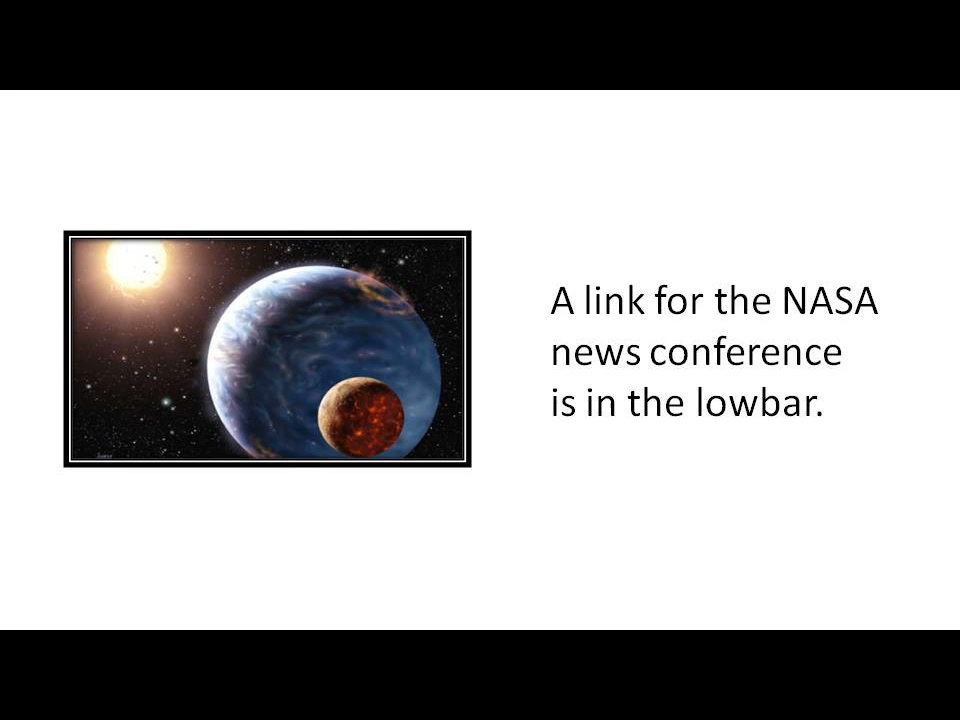 A link for the NASA
news conference
is in the lowbar.